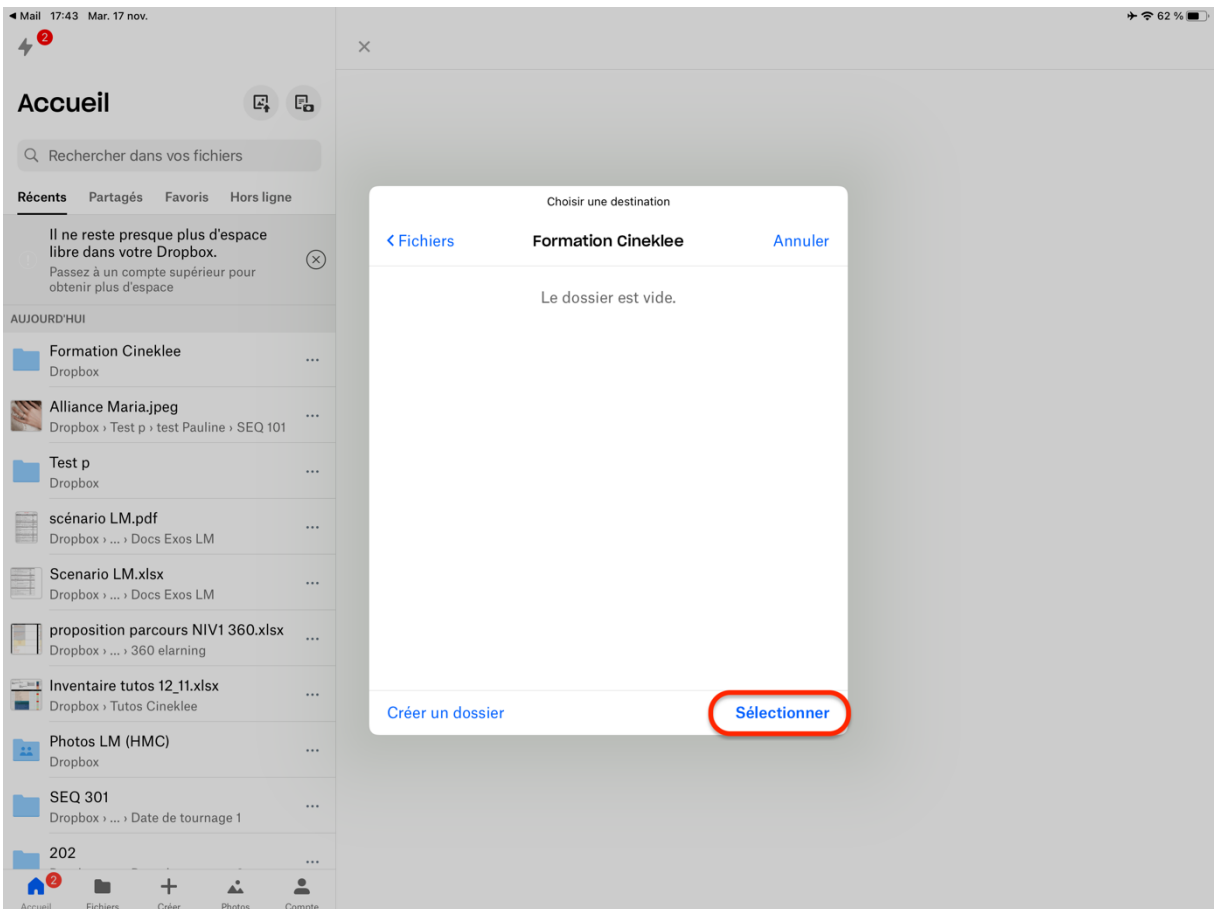 Mail 17:43 Mar. 17 nov.
62 %
2
Accueil
Rechercher dans vos fichiers
Récents Partagés Favoris Hors ligne
Il ne reste presque plus d'espace
libre dans votre Dropbox.
Passez à un compte supérieur pour
obtenir plus d'espace
AUJOURD'HUI
Formation Cineklee
Dropbox
Alliance Maria.jpeg
Dropbox › Test p › test Pauline › SEQ 101
Test p
Dropbox
scénario LM.pdf
Dropbox › ... › Docs Exos LM
Scenario LM.xlsx
Dropbox › ... › Docs Exos LM
proposition parcours NIV1 360.xlsx
Dropbox › ... › 360 elarning
Inventaire tutos 12_11.xlsx
Dropbox › Tutos Cineklee
Photos LM (HMC)
Dropbox
SEQ 301
Dropbox › ... › Date de tournage 1
202
2
Accueil Fichiers Créer Photos Compte
Choisir une destination
Fichiers Formation Cineklee Annuler
Le dossier est vide.
Créer un dossier Sélectionner